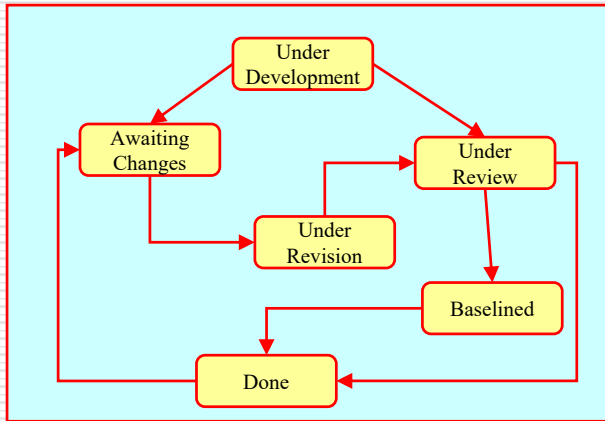 Under
Development
Awaiting
Changes
Under
Review
Under
Revision
Baselined
Done